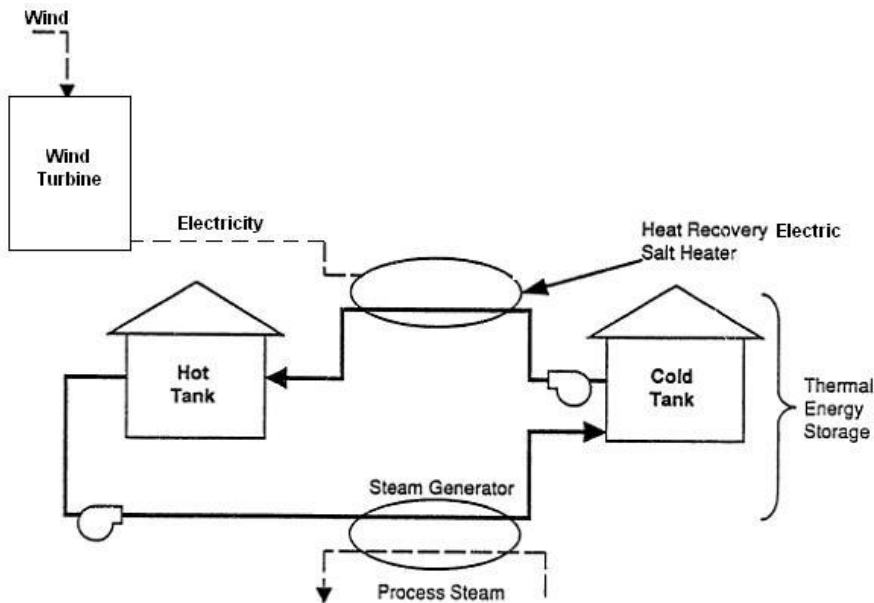 Wind
Wind
Turbine
Electricity
Heat Recovery Electric
Salt Heater
Hot
Tank
Cold
Tank
Thermal
Energy
Storage
Steam Generator
Process Steam